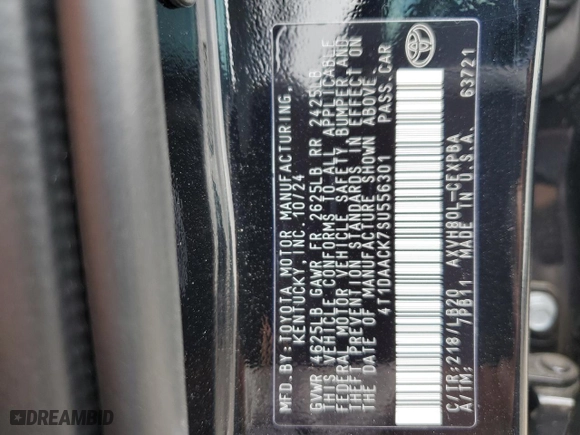 MFD.BY:TOYOTA MOTOR MANUFACTURING,
KENTUCKY, INC. 10/24
GVWR 4625LB GAWR FR 2625LB RR 2425LB
THIS VEHICLE CONFORMS TO ALL APPLICABLE
FEDERAL MOTOR VEHICLE SAFETY, BUMPER, AND
THEFT PREVENTION STANDARDS IN EFFECT ON
THE DATE OF MANUFACTURE SHOWN ABOVE.
4T1DAACK7SU556301 PASS.CAR
C/TR:218/LB20 AXVH80L-CEXPBA
A/TM: 7PB11 MADE IN U.S.A. 63721
DREAMBID